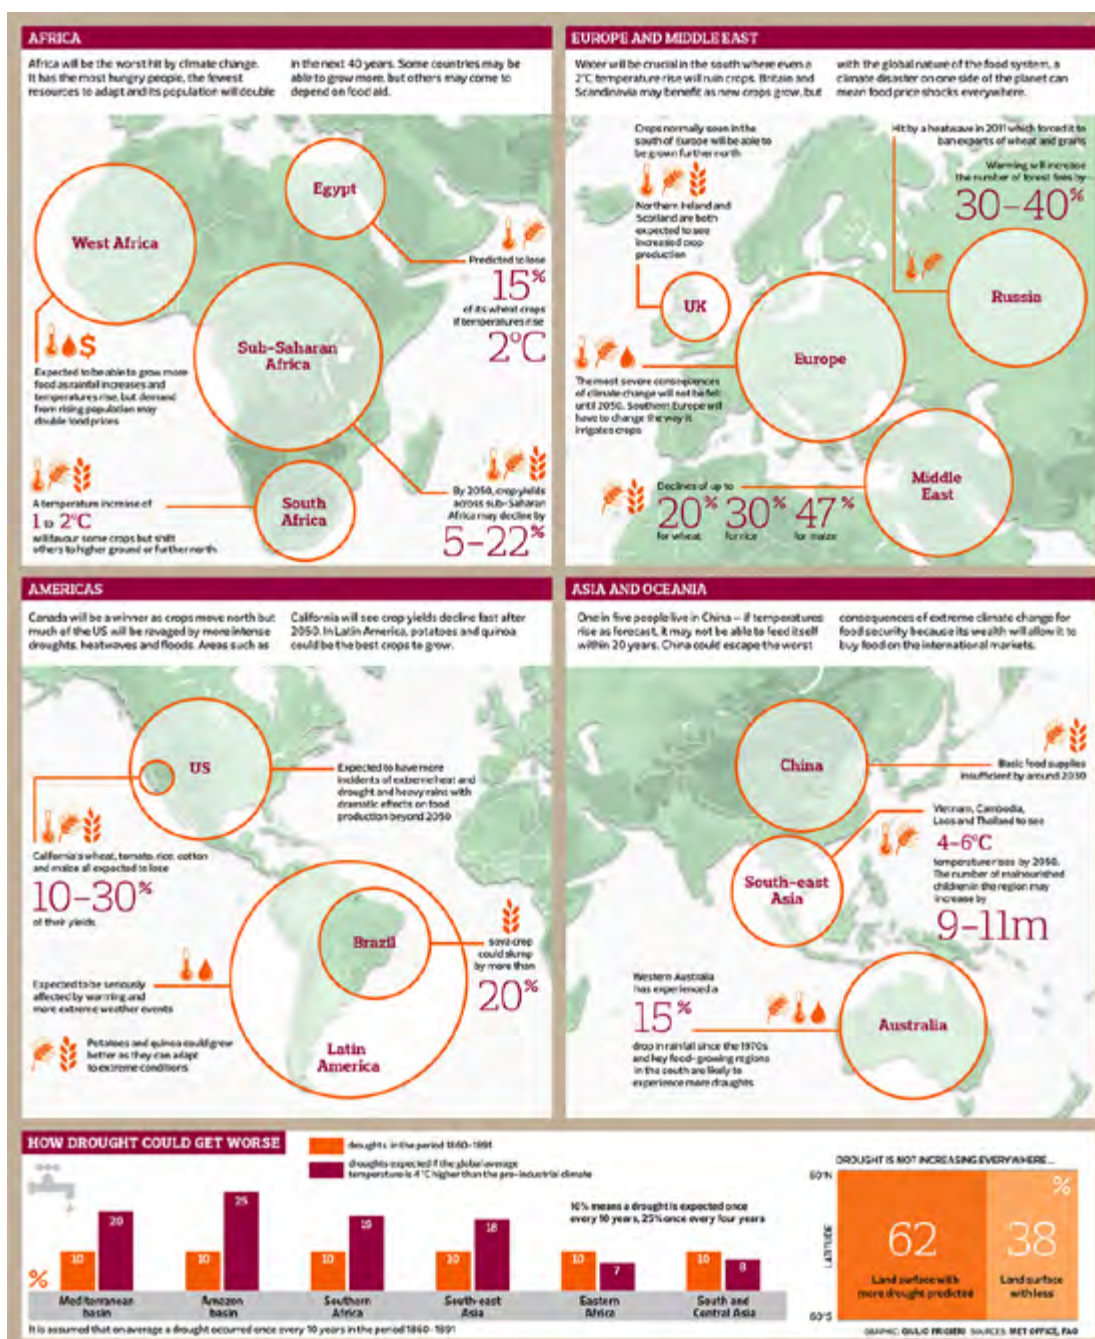 AFRICA
Africa will be the worst hit by climate change.
It has the most hungry people, the fewest
resources to adapt and its population will double
in the next 40 years. Some countries may be
able to grow more, but others may come to
depend on food aid.
West Africa
Egypt
Sub-Saharan
Africa
South
Africa
Predicted to lose
15%
of its wheat crops
if temperatures rise
2°C
$
Expected to be able to grow more
food as rainfall increases and
temperatures rise, but demand
from rising population may
double food prices
A temperature increase of
1 to 2°C
will favour some crops but shift
others to higher ground or further north
By 2050, crop yields
across sub-Saharan
Africa may decline by
5-22%
EUROPE AND MIDDLE EAST
Water will be crucial in the south where even a
2°C temperature rise will ruin crops. Britain and
Scandinavia may benefit as new crops grow, but
with the global nature of the food system, a
climate disaster on one side of the planet can
mean food price shocks everywhere.
Crops normally seen in the
south of Europe will be able to
be grown further north
Northern Ireland and
Scotland are both
expected to see
increased crop
production
Hit by a heatwave in 2011 which forced it to
ban exports of wheat and grains
Warming will increase
the number of forest fires by
30-40%
UK
Europe
Russia
Middle
East
The most severe consequences
of climate change will not be felt
until 2050. Southern Europe will
have to change the way it
irrigates crops
Declines of up to
20% 30% 47%
for wheat for rice for maize
AMERICAS
Canada will be a winner as crops move north but
much of the US will be ravaged by more intense
droughts, heatwaves and floods. Areas such as
California will see crop yields decline fast after
2050. In Latin America, potatoes and quinoa
could be the best crops to grow.
US
Expected to have more
incidents of extreme heat and
drought and heavy rains with
dramatic effects on food
production beyond 2050
California's wheat, tomato, rice, cotton
and maize all expected to lose
10-30%
of their yields
Brazil
soya crop
could slump
by more than
20%
Expected to be seriously
affected by warming and
more extreme weather events
Latin
America
Potatoes and quinoa could grow
better as they can adapt
to extreme conditions
ASIA AND OCEANIA
One in five people live in China – if temperatures
rise as forecast, it may not be able to feed itself
within 20 years. China could escape the worst
consequences of extreme climate change for
food security because its wealth will allow it to
buy food on the international markets.
China
Basic food supplies
insufficient by around 2030
Vietnam, Cambodia,
Laos and Thailand to see
4-6°C
temperature rises by 2050.
The number of malnourished
children in the region may
increase by
9-11m
South-east
Asia
Western Australia
has experienced a
15%
drop in rainfall since the 1970s
and key food-growing regions
in the south are likely to
experience more draughts
Australia
HOW DROUGHT COULD GET WORSE
droughts in the period 1860-1891
droughts expected if the global average
temperature is 4°C higher than the pre-industrial climate
10% means a drought is expected once
every 10 years, 25% once every four years
%
10 20
10 25
10 19
10 18
10 7
10 8
Mediterranean
basin
Amazon
basin
Southern
Africa
South-east
Asia
Eastern
Africa
South and
Central Asia
It is assumed that on average a drought occurred once every 10 years in the period 1860-1891
DROUGHT IS NOT INCREASING EVERYWHERE...
60°N
LATITUDE
60°S
%
62
Land surface with
more drought predicted
38
Land surface
with less
GRAPHIC: GIULIO FRIGIERI SOURCES: MET OFFICE, FAO